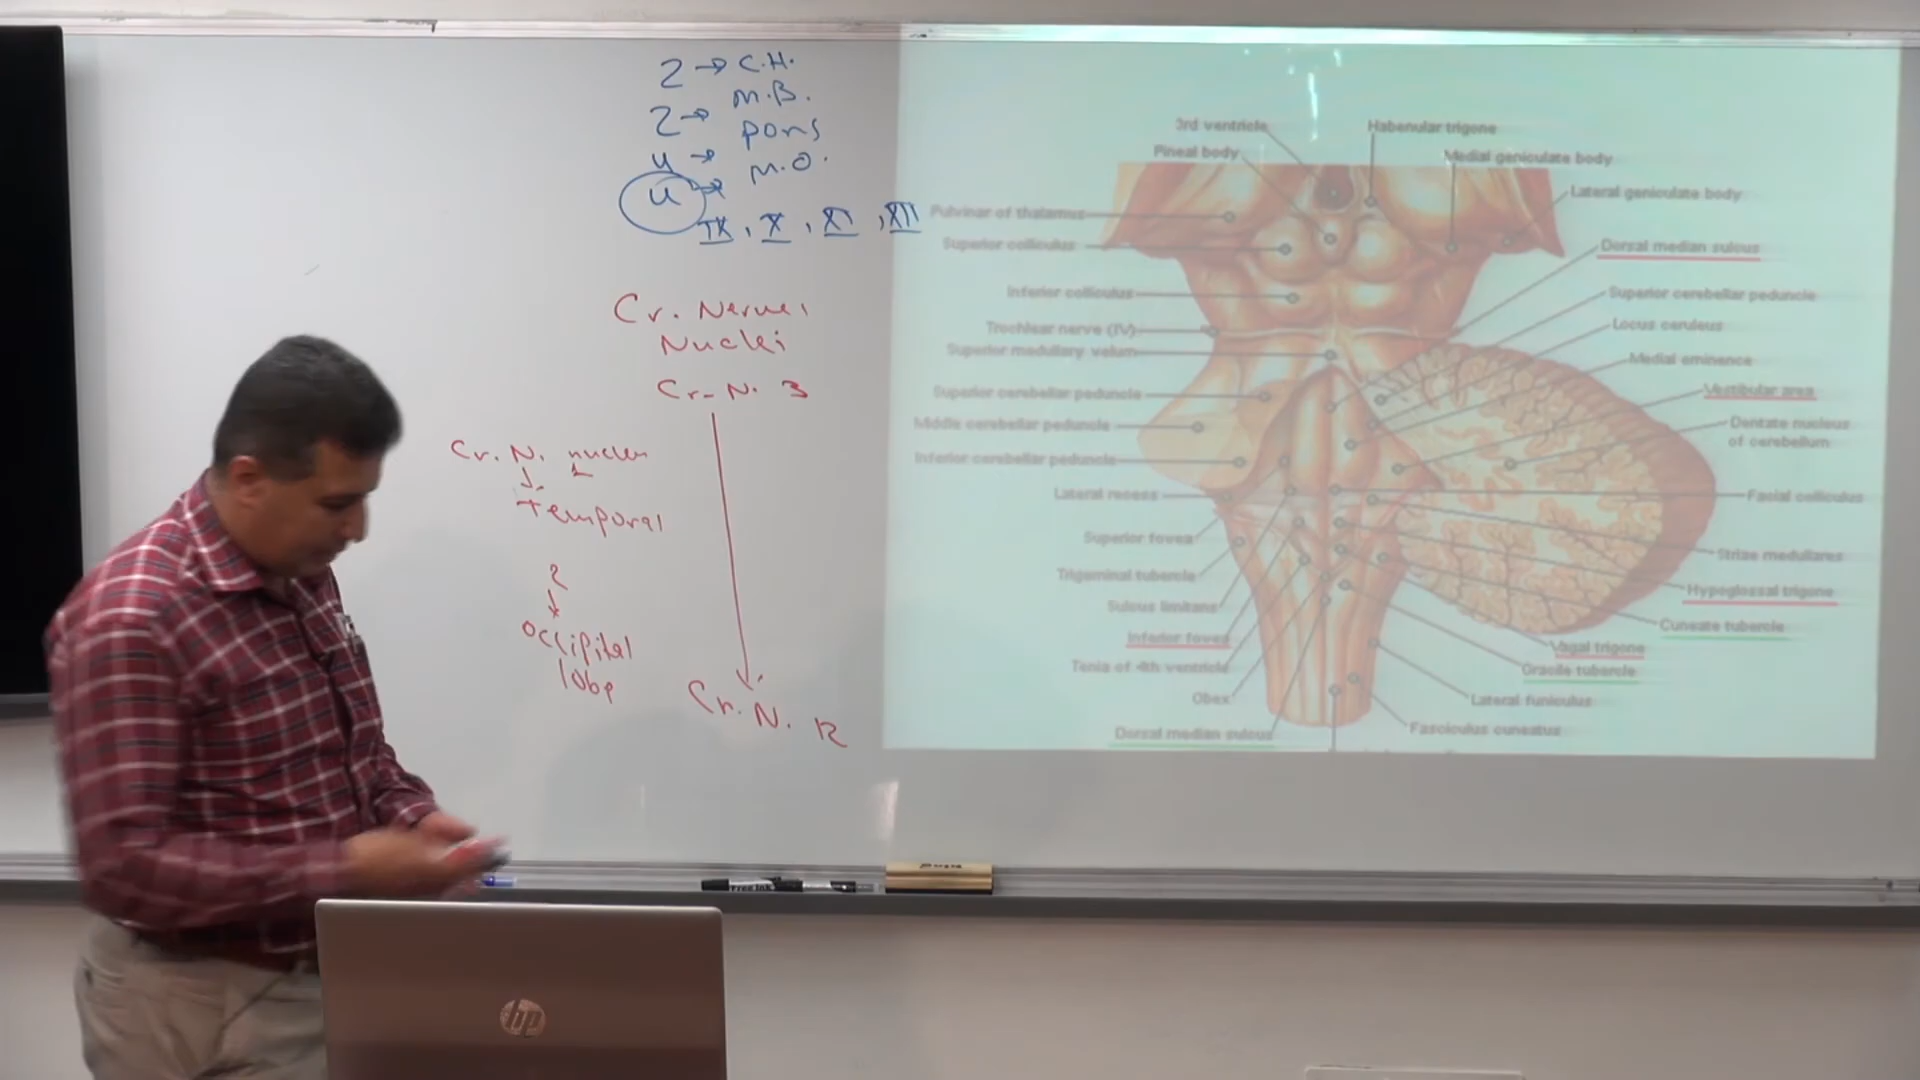 2 → C.H.
M.B.
2 → pons
4 → M.O.
4 →
IX, X, XI, XII
Cr. Nerves
Nuclei
Cr. N. 3
Cr. N. nucleu
1
↓
Temporal
2
↓
Occipital
lobe
Cr. N. 12
3rd ventricle
Pineal body
Pulvinar of thalamus
Superior colliculus
Inferior colliculus
Trochlear nerve (IV)
Superior medullary velum
Superior cerebellar peduncle
Middle cerebellar peduncle
Inferior cerebellar peduncle
Lateral recess
Superior fovea
Trigeminal tubercle
Sulcus limitans
Inferior fovea
Tenia of 4th ventricle
Obex
Dorsal median sulcus
Habenular trigone
Medial geniculate body
Lateral geniculate body
Dorsal median sulcus
Superior cerebellar peduncle
Locus ceruleus
Medial eminence
Vestibular area
Dentate nucleus
of cerebellum
Facial colliculus
Striae medullares
Hypoglossal trigone
Cuneate tubercle
Vagal trigone
Gracile tubercle
Lateral funiculus
Fasciculus cuneatus
hp